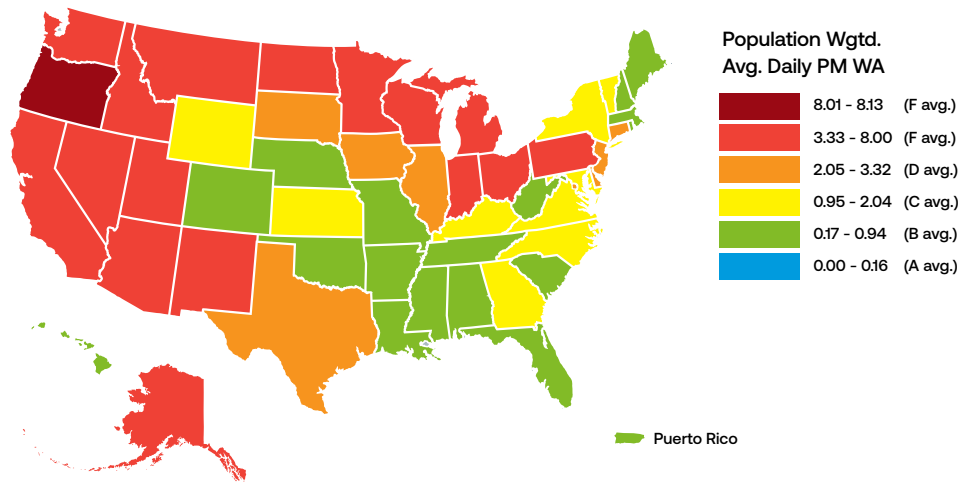 Population Wgtd.
Avg. Daily PM WA
8.01 - 8.13 (F avg.)
3.33 - 8.00 (F avg.)
2.05 - 3.32 (D avg.)
0.95 - 2.04 (C avg.)
0.17 - 0.94 (B avg.)
0.00 - 0.16 (A avg.)
Puerto Rico